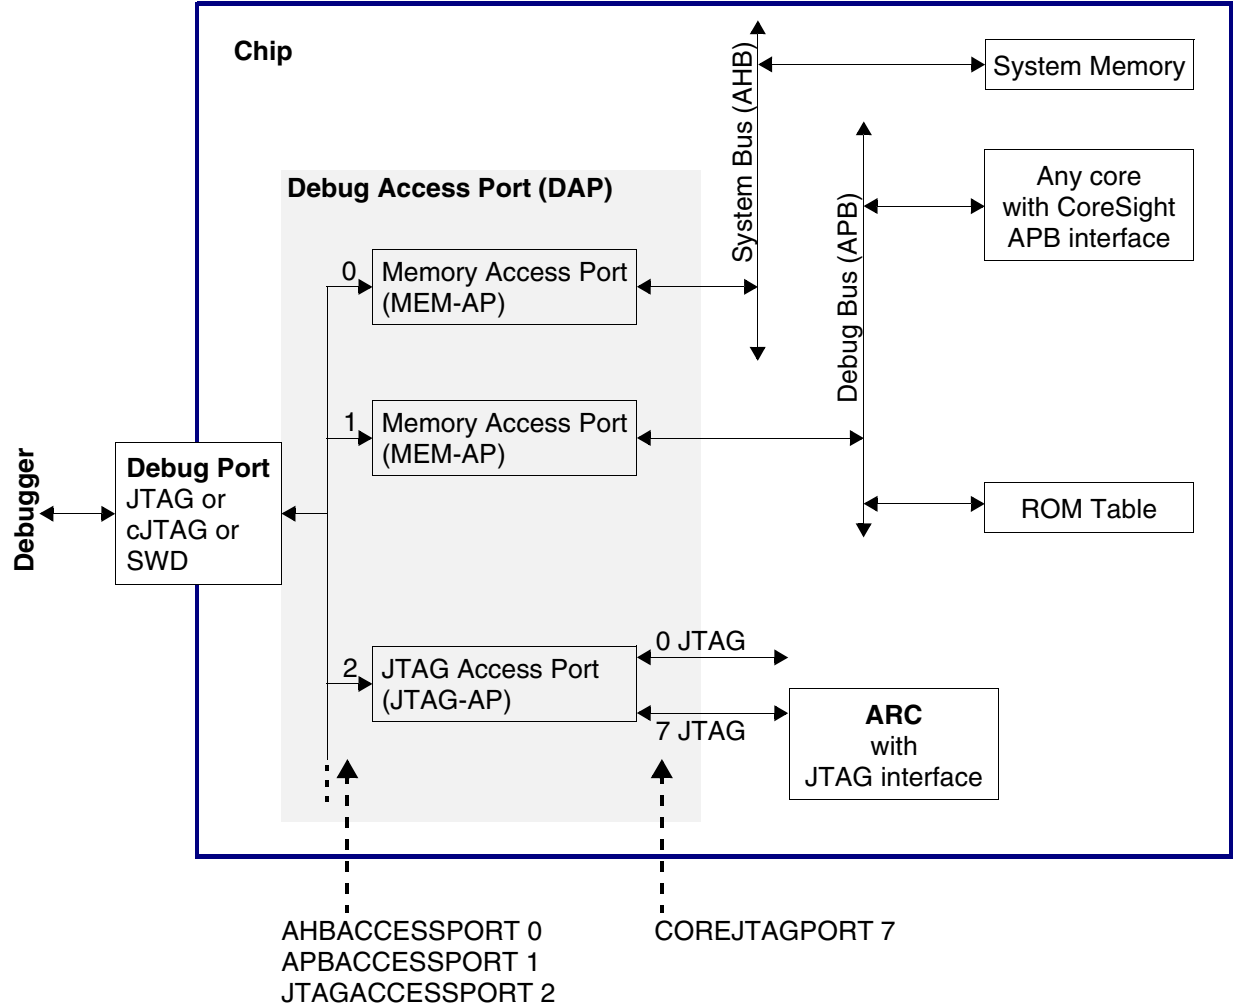 Chip
System Bus (AHB)
System Memory
Debug Bus (APB)
Any core
with CoreSight
APB interface
Debug Access Port (DAP)
0
Memory Access Port
(MEM-AP)
1
Memory Access Port
(MEM-AP)
Debugger
Debug Port
JTAG or
cJTAG or
SWD
ROM Table
2
JTAG Access Port
(JTAG-AP)
0 JTAG
7 JTAG
ARC
with
JTAG interface
AHBACCESSPORT 0
APBACCESSPORT 1
JTAGACCESSPORT 2
COREJTAGPORT 7